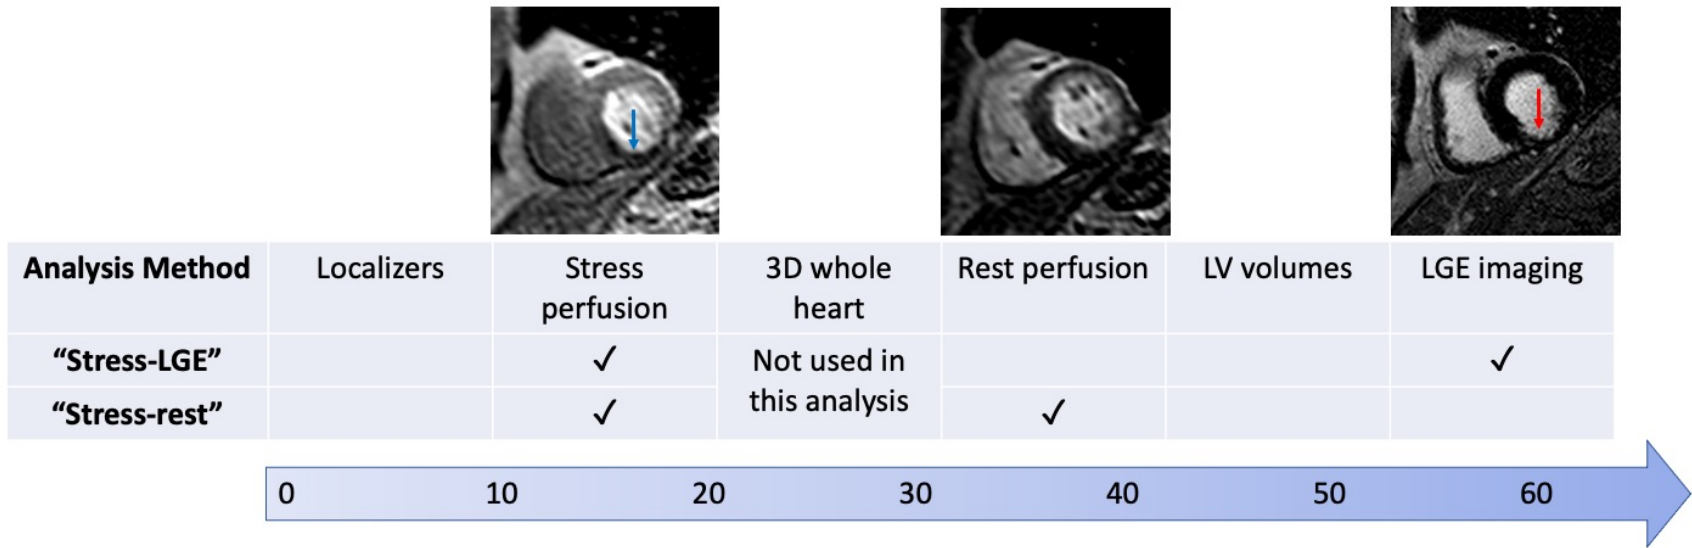 Analysis Method Localizers Stress 3D whole Rest perfusion LV volumes LGE imaging
perfusion heart
“Stress-LGE” ✓ Not used in ✓
“Stress-rest” ✓ this analysis ✓
0 10 20 30 40 50 60